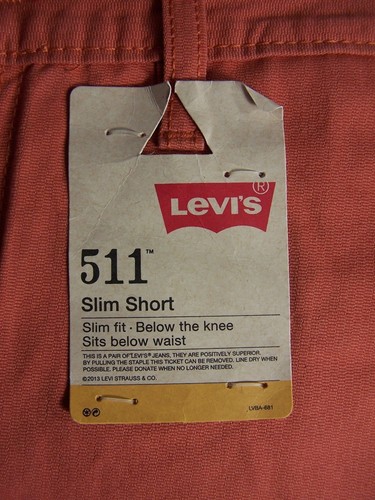 LEVI'S®
511™
Slim Short
Slim fit · Below the knee
Sits below waist
THIS IS A PAIR OF LEVI'S® JEANS. THEY ARE POSITIVELY SUPERIOR.
BY PULLING THE STAPLE THIS TICKET CAN BE REMOVED. LINE DRY WHEN
POSSIBLE. PLEASE DONATE WHEN NO LONGER NEEDED.
©2013 LEVI STRAUSS & CO.
LVBA-881